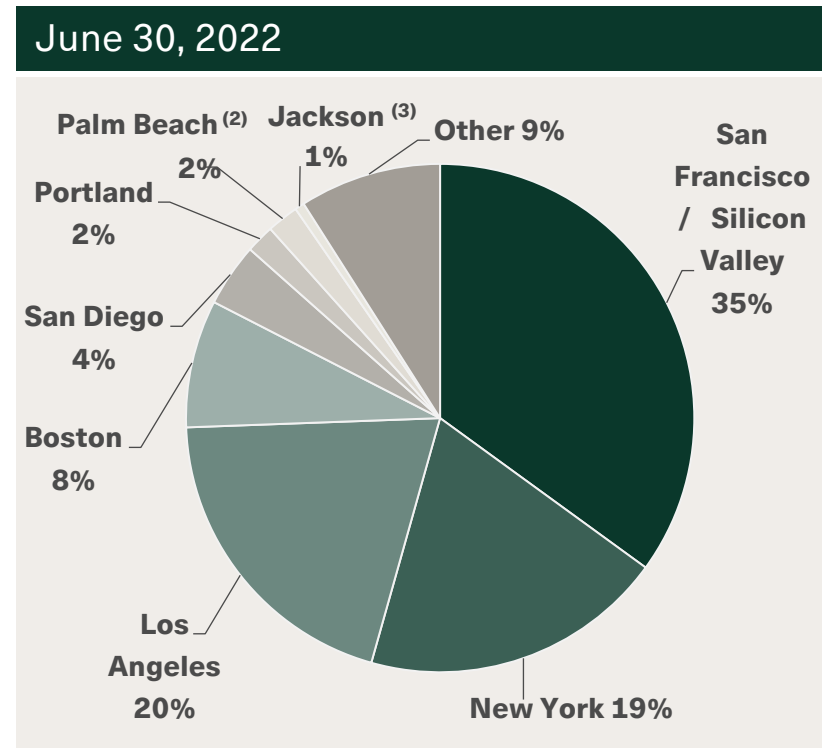 June 30, 2022
Palm Beach (2)
2%
Jackson (3)
1%
Other 9%
San
Francisco
/ Silicon
Valley
35%
Portland
2%
San Diego
4%
Boston
8%
Los
Angeles
20%
New York 19%